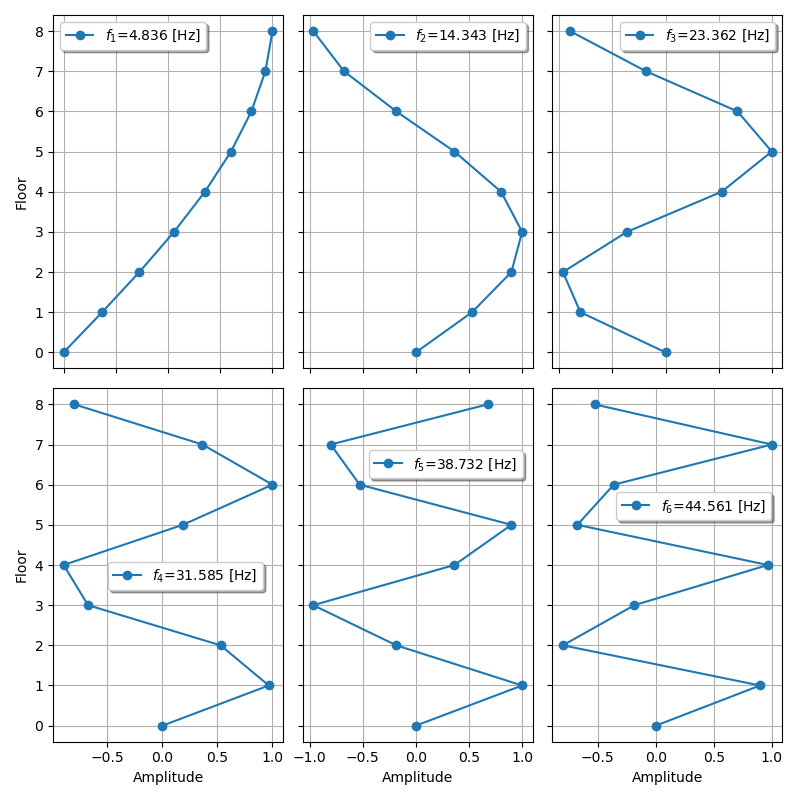 f₁=4.836 [Hz]
f₂=14.343 [Hz]
f₃=23.362 [Hz]
8
7
6
5
4
3
2
1
0
Floor
f₄=31.585 [Hz]
f₅=38.732 [Hz]
f₆=44.561 [Hz]
8
7
6
5
4
3
2
1
0
Floor
−0.5 0.0 0.5 1.0
−1.0 −0.5 0.0 0.5 1.0
−0.5 0.0 0.5 1.0
Amplitude
Amplitude
Amplitude